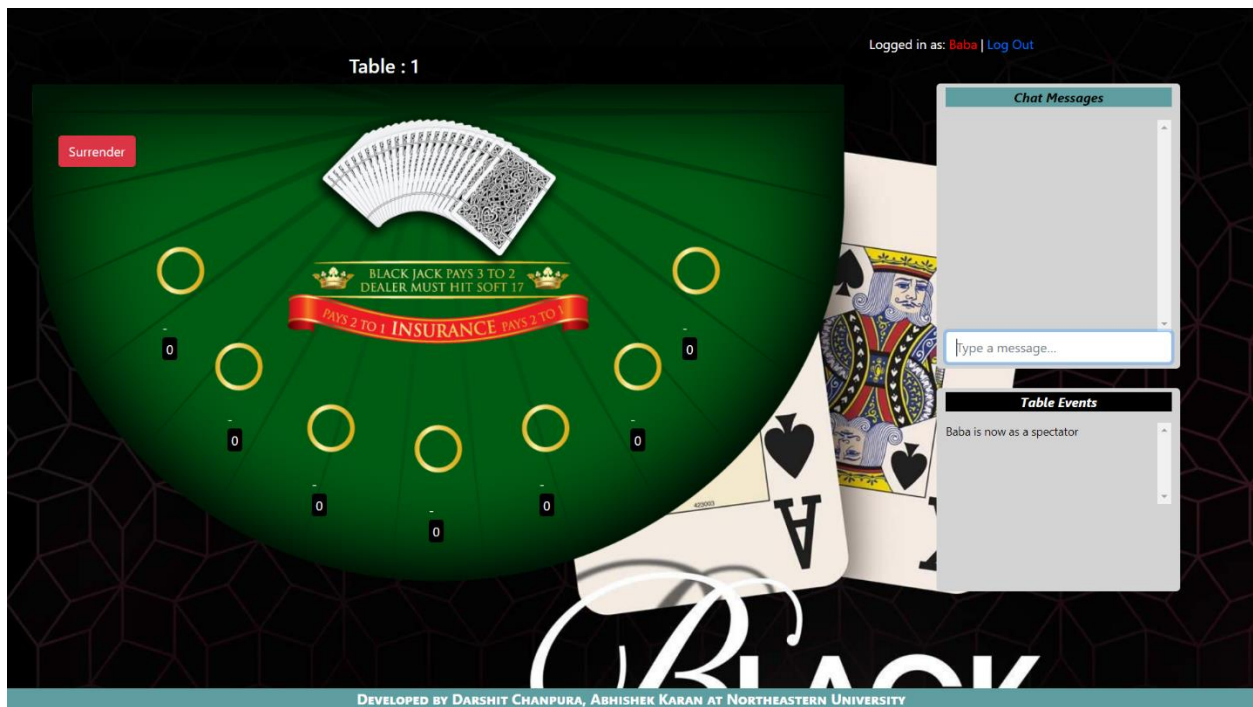 Logged in as: Baba | Log Out
Table : 1
Surrender
BLACK JACK PAYS 3 TO 2
DEALER MUST HIT SOFT 17
PAYS 2 TO 1 INSURANCE PAYS 2 TO 1
-
0
-
0
-
0
-
0
-
0
-
0
-
0
Chat Messages
Type a message...
Table Events
Baba is now as a spectator
423003
A
BLACK
DEVELOPED BY DARSHIT CHANPURA, ABHISHEK KARAN AT NORTHEASTERN UNIVERSITY